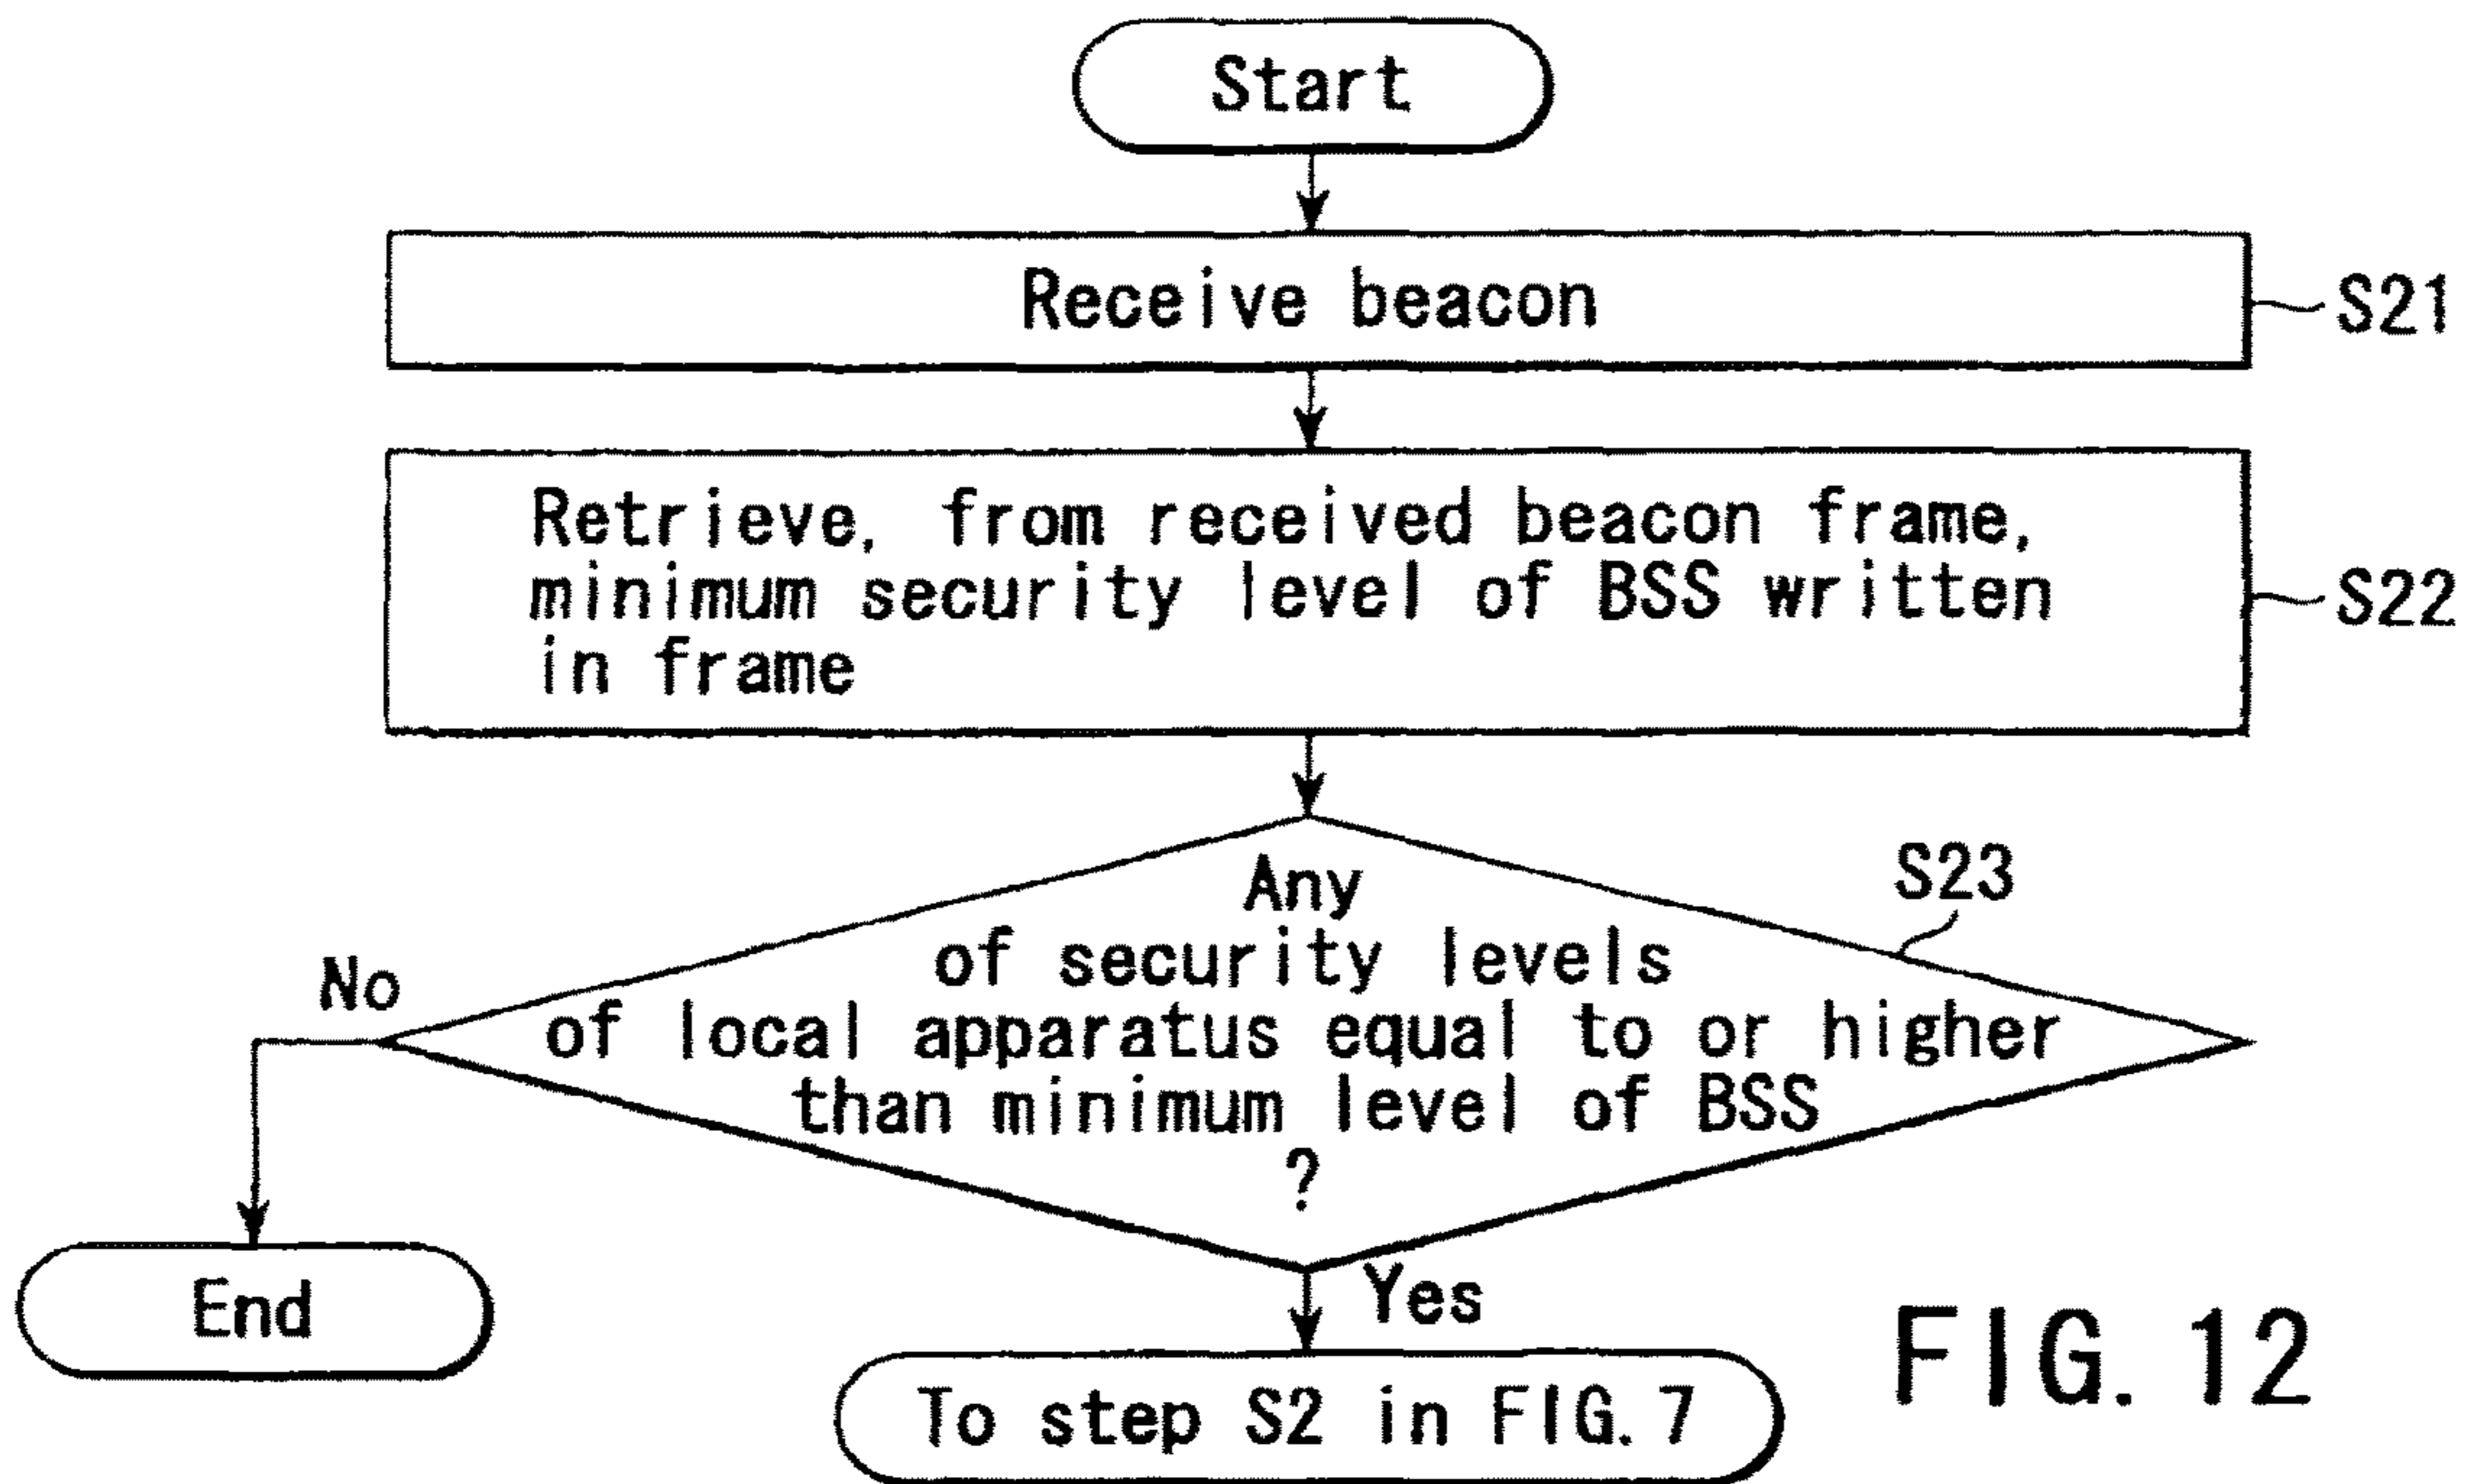 Start
Receive beacon
S21
Retrieve, from received beacon frame,
minimum security level of BSS written
in frame
S22
Any
of security levels
of local apparatus equal to or higher
than minimum level of BSS
?
S23
No
End
Yes
To step S2 in FIG. 7
FIG. 12